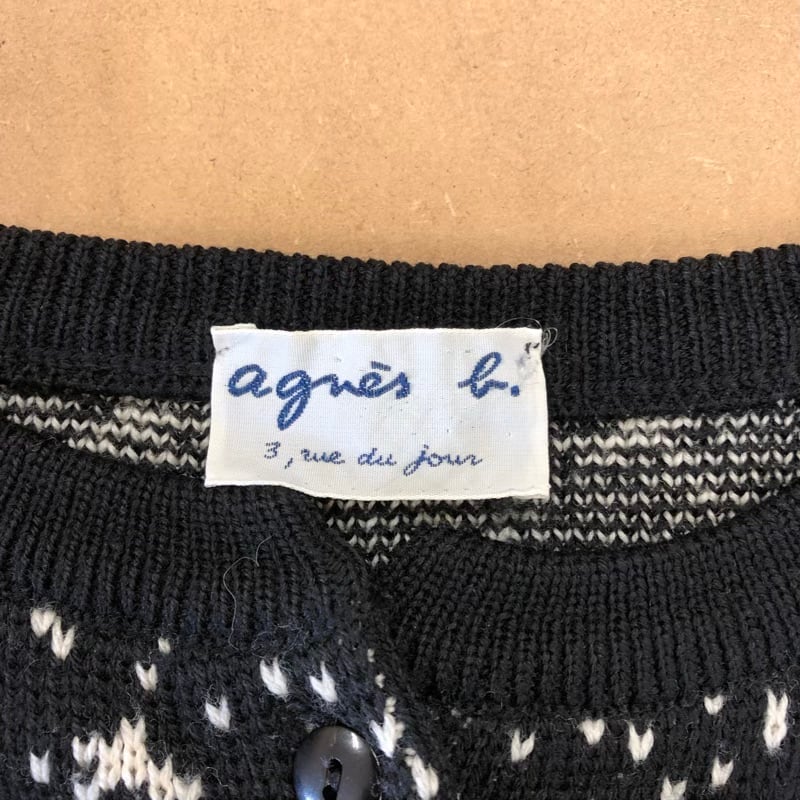 agnès b.
3, rue du jour